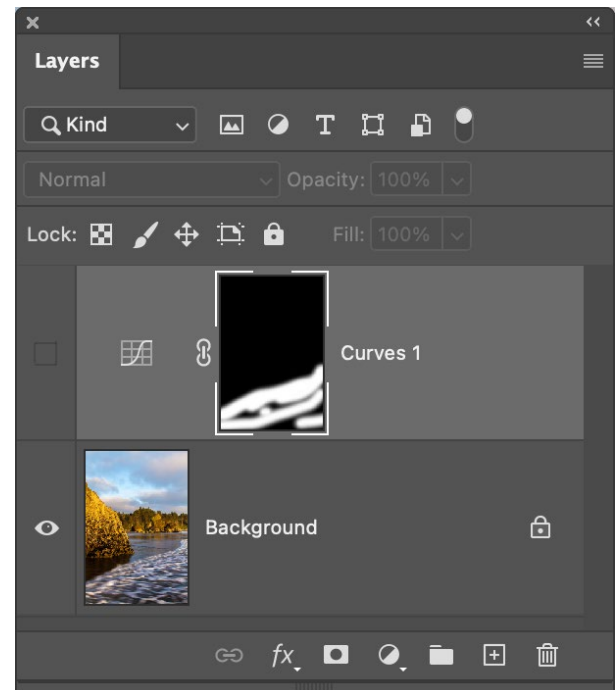 Layers
Kind
Normal Opacity: 100%
Lock: Fill: 100%
Curves 1
Background
fx